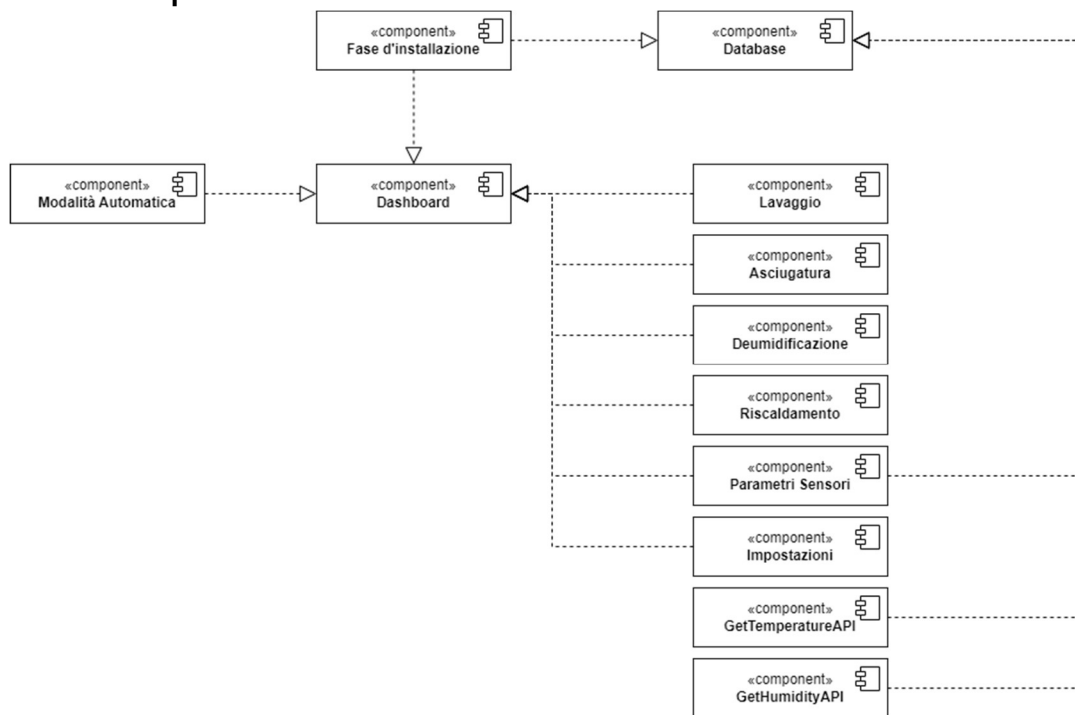 «component»
Fase d'installazione
«component»
Database
«component»
Modalità Automatica
«component»
Dashboard
«component»
Lavaggio
«component»
Asciugatura
«component»
Deumidificazione
«component»
Riscaldamento
«component»
Parametri Sensori
«component»
Impostazioni
«component»
GetTemperatureAPI
«component»
GetHumidityAPI